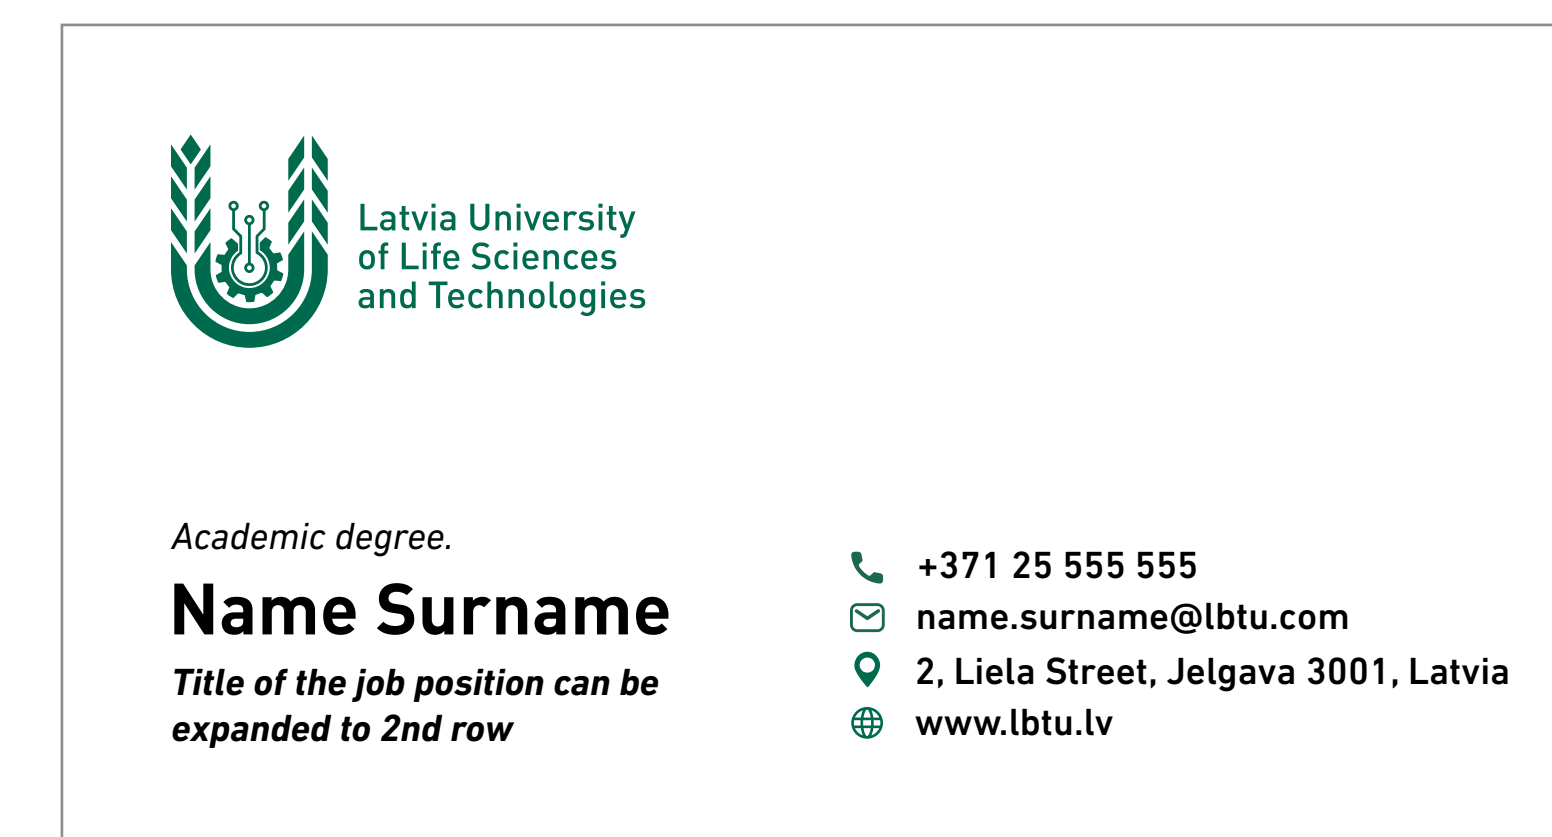 Latvia University
of Life Sciences
and Technologies
Academic degree.
Name Surname
Title of the job position can be
expanded to 2nd row
+371 25 555 555
name.surname@lbtu.com
2, Liela Street, Jelgava 3001, Latvia
www.lbtu.lv